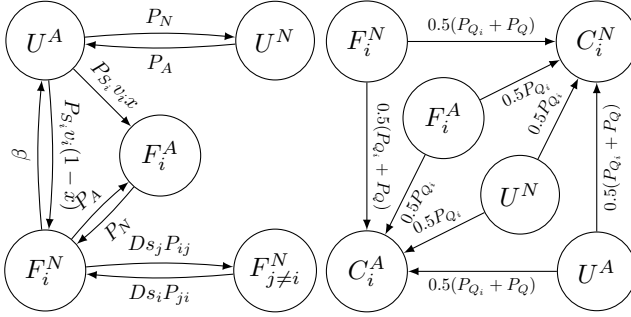 U^A
P_N
P_A
U^N
P_{S_i} v_i x
P_{S_i} v_i (1 − x)
β
F_i^A
P_A
P_N
F_i^N
Ds_j P_{ij}
Ds_i P_{ji}
F_{j≠i}^N
F_i^N
0.5(P_{Q_i} + P_Q)
C_i^N
0.5(P_{Q_i} + P_Q)
F_i^A
0.5P_{Q_i}
0.5P_{Q_i}
U^N
0.5P_{Q_i}
0.5P_{Q_i}
0.5(P_{Q_i} + P_Q)
C_i^A
0.5(P_{Q_i} + P_Q)
U^A